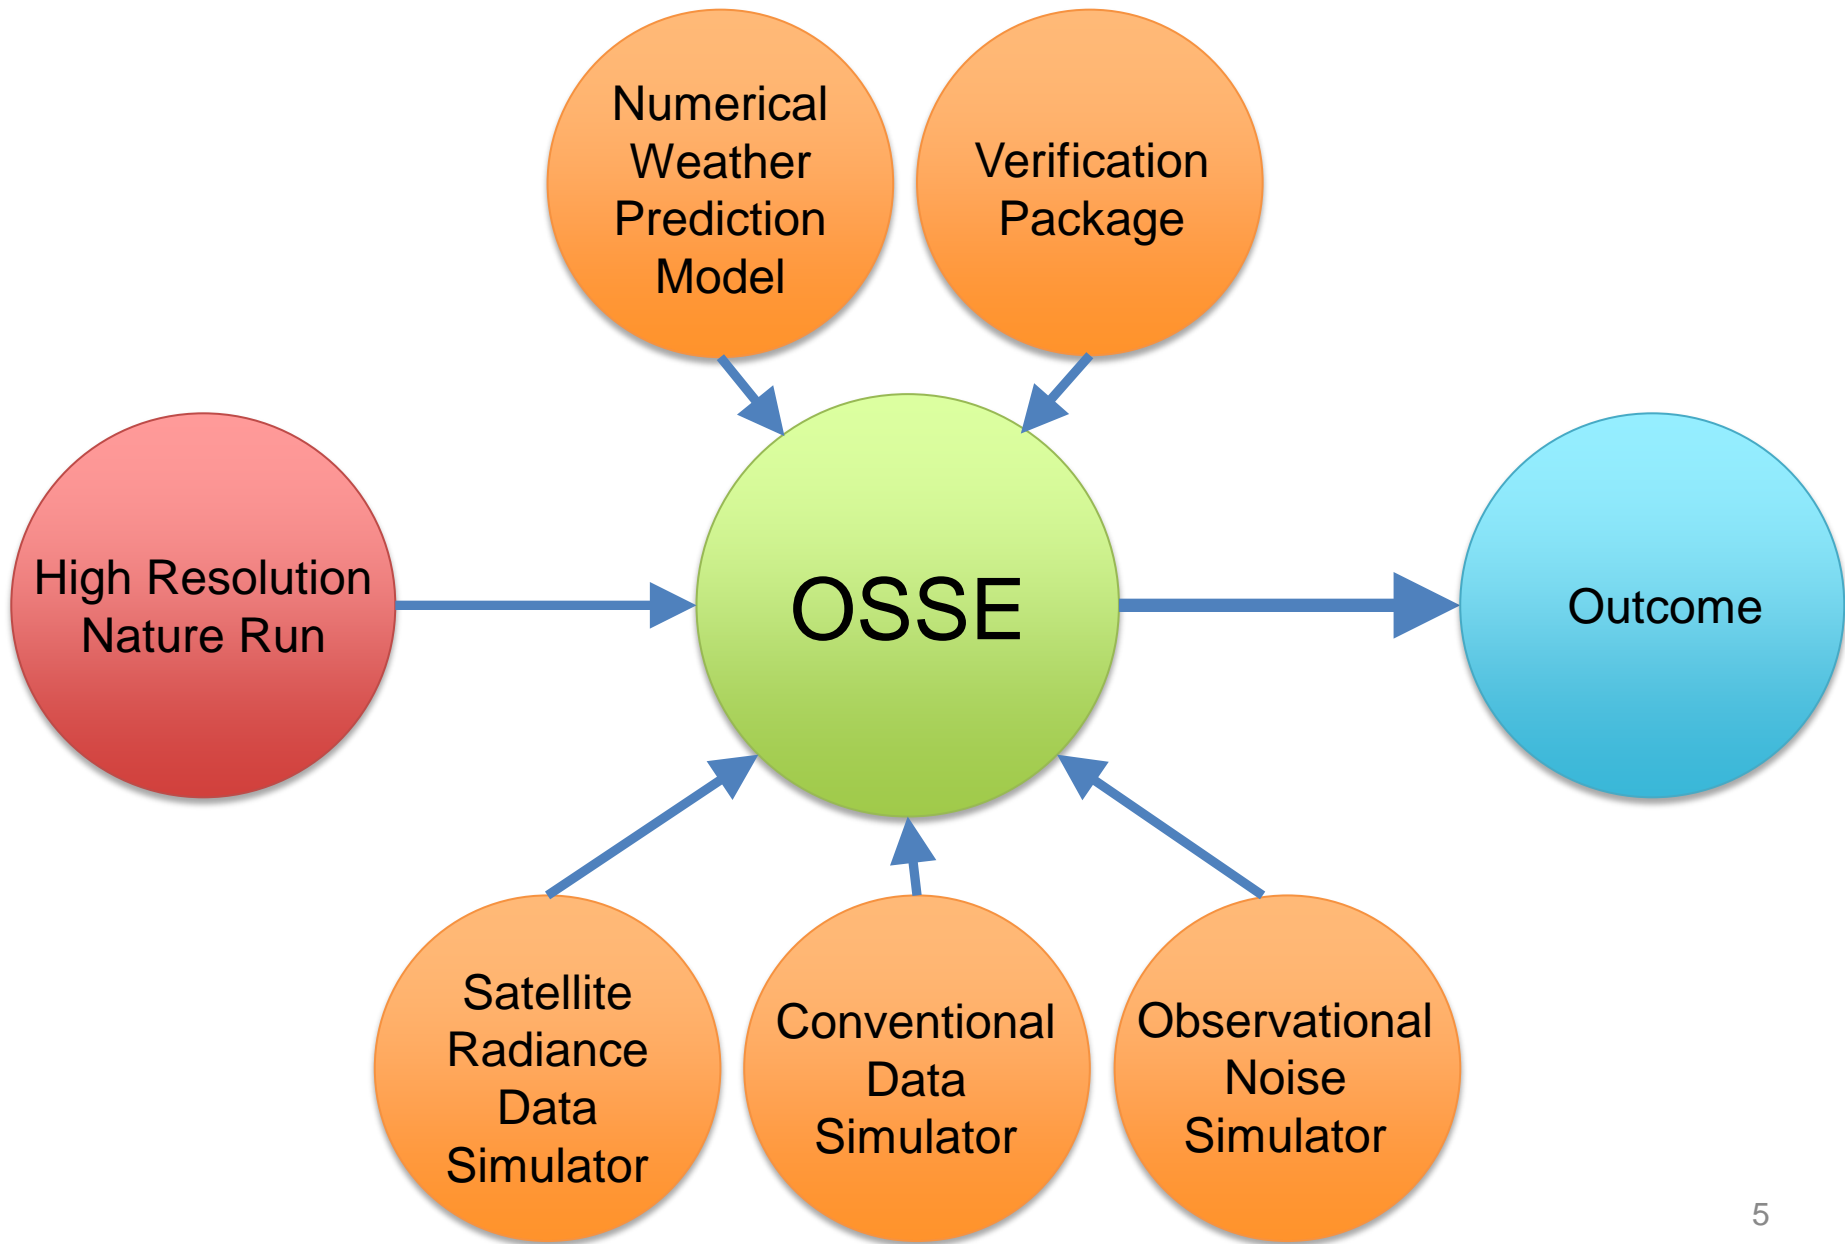 Numerical
Weather
Prediction
Model
Verification
Package
High Resolution
Nature Run
OSSE
Outcome
Satellite
Radiance
Data
Simulator
Conventional
Data
Simulator
Observational
Noise
Simulator
5